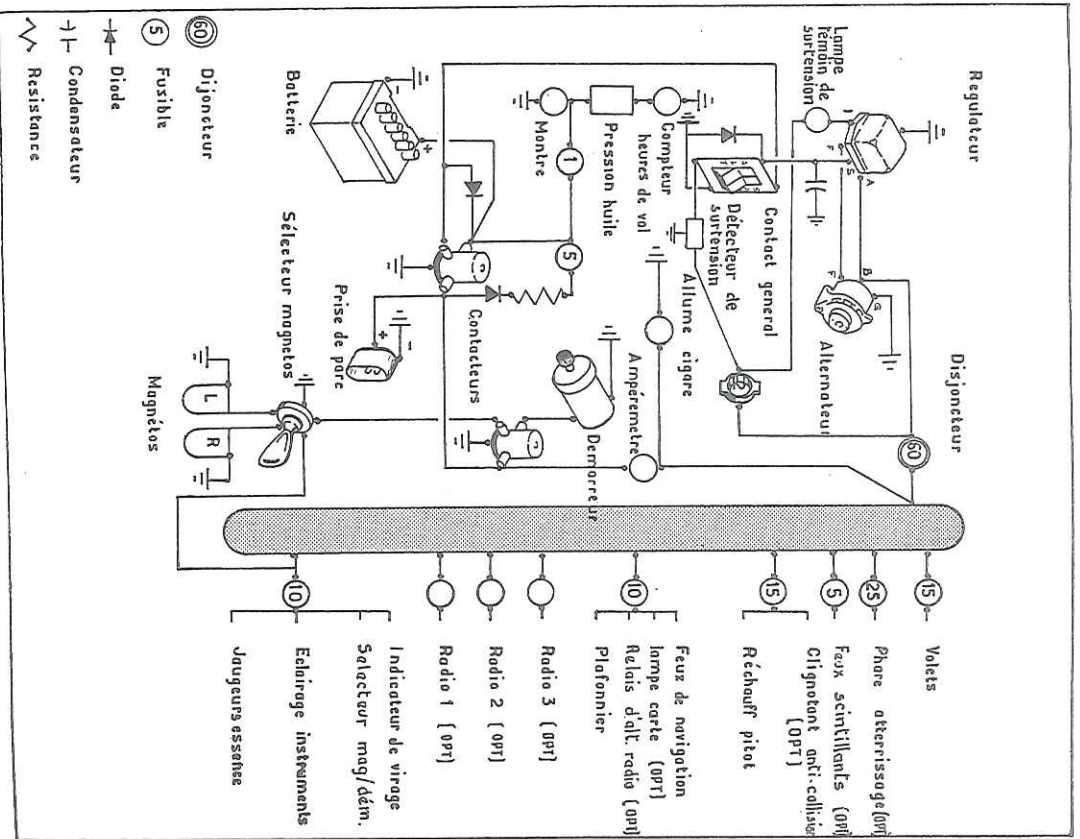 Regulateur
Lampe
témoin de
surtension
I
F
S
A
B
F
G
Alternateur
Disjoncteur
60
Contact general
Détecteur de
surtension
Compteur
heures de vol
Pression huile
Montre
1
5
Allume cigare
Ampéremetre
Batterie
+
-
Contacteurs
Prise de parc
+
-
Demarreur
Sélecteur magnetos
L
R
Magnétos
15
Volets
25
Phare atterrissage (OPT)
5
Feux scintillants (OPT)
Clignotant anti-collision
(OPT)
15
Réchauff pitot
10
Feux de navigation
lampe carte (OPT)
Relais d'alt. radio (OPT)
Plafonnier
Radio 3 (OPT)
Radio 2 (OPT)
Radio 1 (OPT)
10
Indicateur de virage
Salacteur mag/dém.
Eclairage instruments
Jaugeurs essence
60 Dijoncteur
5 Fusible
Diode
Condensateur
Resistance